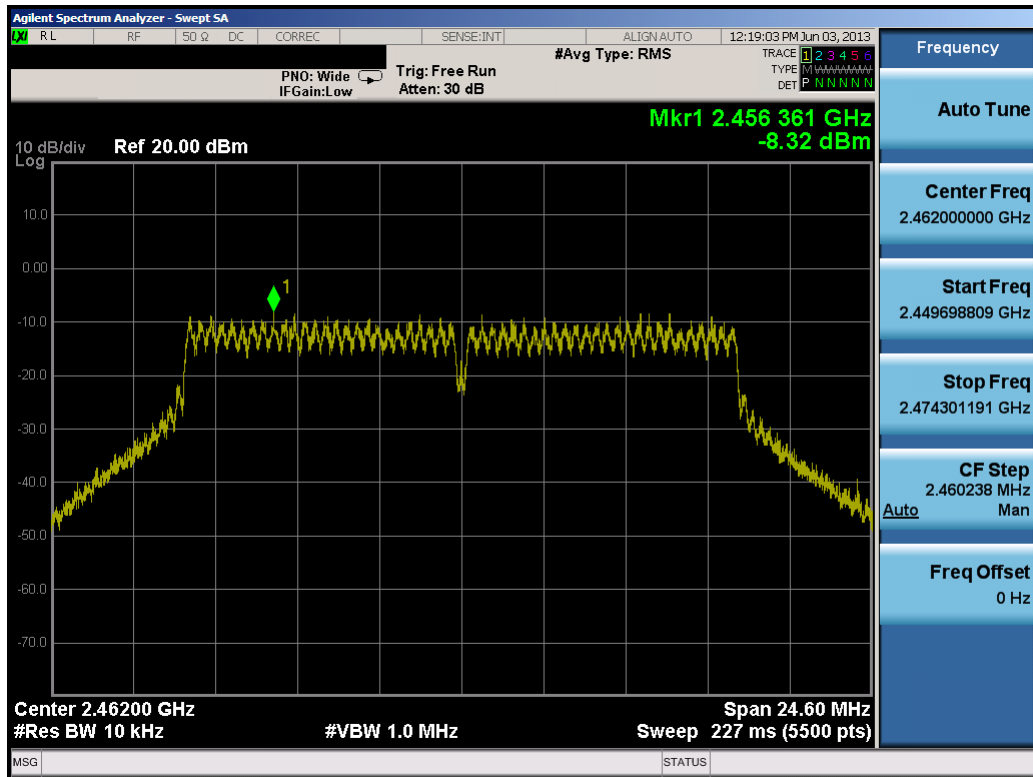 Agilent Spectrum Analyzer - Swept SA
LXI RL RF 50 Ω DC CORREC SENSE:INT ALIGN AUTO 12:19:03 PM Jun 03, 2013
#Avg Type: RMS
TRACE 1 2 3 4 5 6
TYPE M WWWWW
DET P N N N N N
PNO: Wide
IFGain:Low
Trig: Free Run
Atten: 30 dB
Mkr1 2.456 361 GHz
-8.32 dBm
10 dB/div
Log
Ref 20.00 dBm
1
10.0
0.00
-10.0
-20.0
-30.0
-40.0
-50.0
-60.0
-70.0
Center 2.46200 GHz
Span 24.60 MHz
#Res BW 10 kHz
#VBW 1.0 MHz
Sweep 227 ms (5500 pts)
MSG
STATUS
Frequency
Auto Tune
Center Freq
2.462000000 GHz
Start Freq
2.449698809 GHz
Stop Freq
2.474301191 GHz
CF Step
2.460238 MHz
Auto Man
Freq Offset
0 Hz